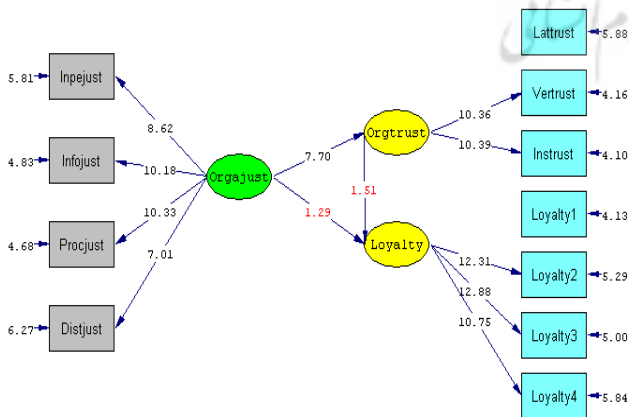 Lattrust
5.88
5.81
Inpejust
Vertrust
4.16
8.62
Orgtrust
10.36
10.39
Instrust
4.10
4.83
Infojust
10.18
Orgajust
7.70
1.51
10.33
1.29
Loyalty1
4.13
4.68
Procjust
7.01
Loyalty
12.31
Loyalty2
5.29
12.88
10.75
6.27
Distjust
Loyalty3
5.00
Loyalty4
5.84